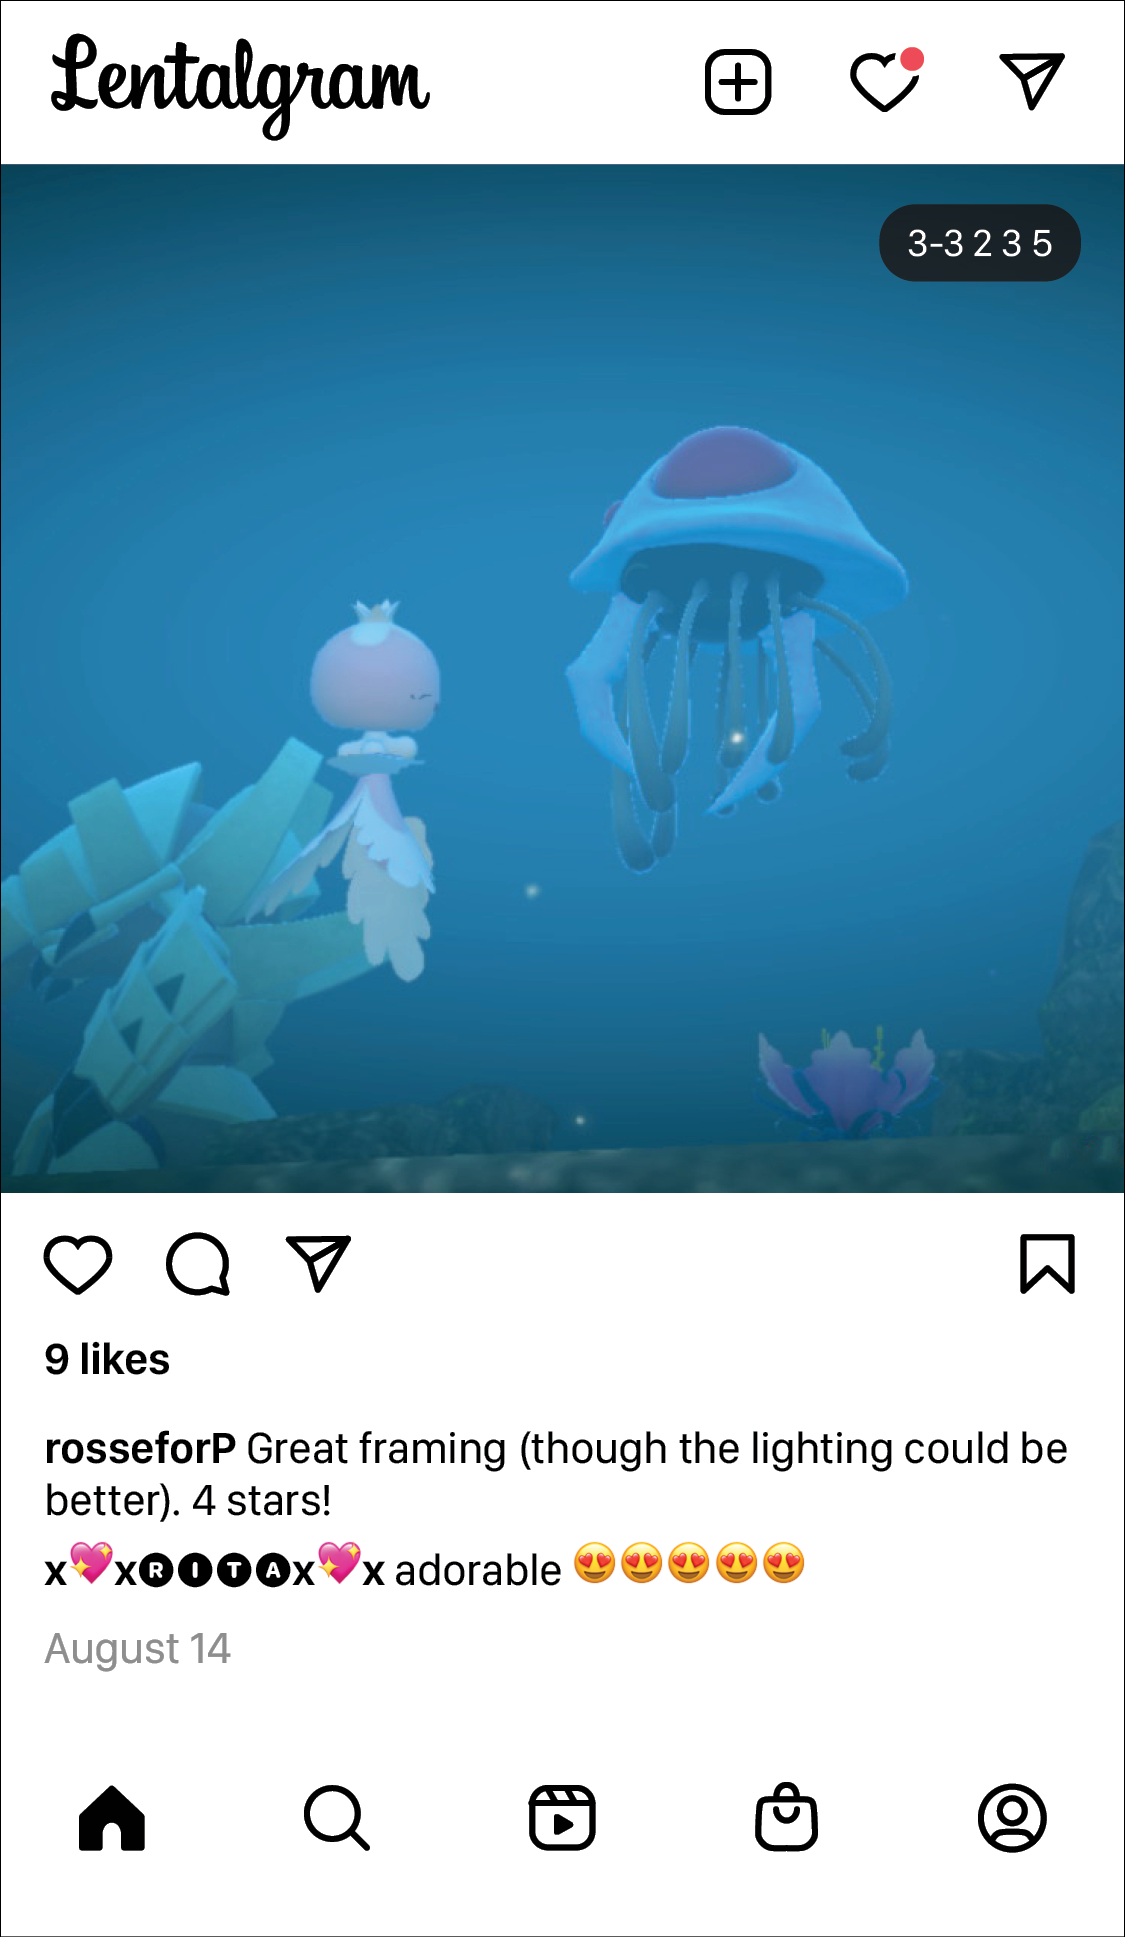 Lentalgram
3-3 2 3 5
9 likes
rosseforP Great framing (though the lighting could be
better). 4 stars!
x💖x🅡🅘🅣🅐x💖x adorable 😍😍😍😍😍
August 14